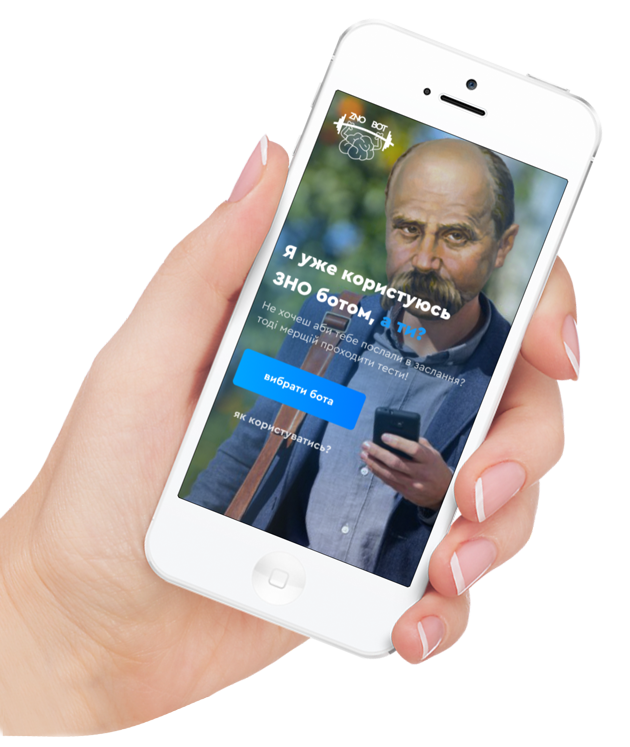 ZNO BOT
Я уже користуюсь
ЗНО ботом, а ти?
Не хочеш аби тебе послали в заслання?
тоді мерщій проходити тести!
вибрати бота
як користуватись?